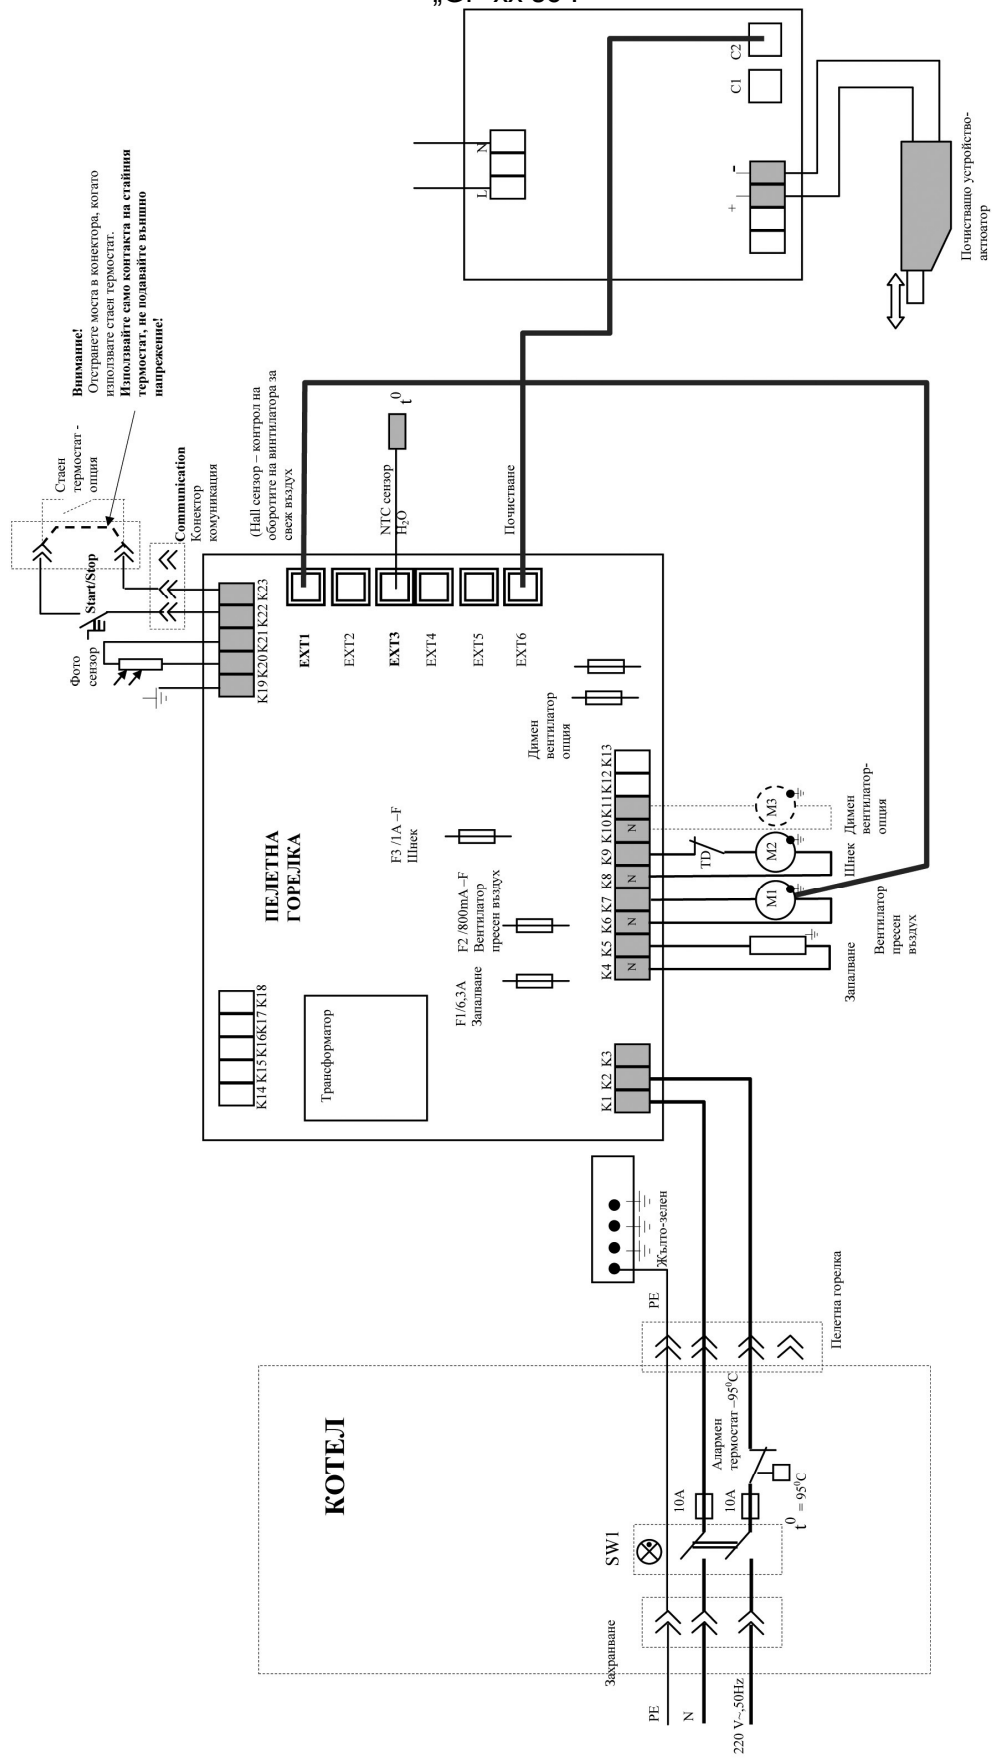 КОТЕЛ
Захранване
PE
N
220 V~,50Hz
SW1
10A
10A
t⁰ = 95⁰C
Алармен
термостат –95⁰C
Пелетна горелка
PE
Жълто-зелен
ПЕЛЕТНА
ГОРЕЛКА
Трансформатор
K14 K15 K16 K17 K18
K19 K20 K21 K22 K23
Фото
сензор
Start/Stop
Стаен
термостат -
опция
Communication
Конектор
комуникация
Внимание!
Отстранете моста в конектора, когато
използвате стаен термостат.
Използвайте само контакта на стайния
термостат, не подавайте външно
напрежение!
F1/6,3A
Запалване
F2 /800mA –F
Вентилатор
пресен въздух
F3 /1A –F
Шнек
Димен
вентилатор
опция
EXT1
EXT2
EXT3
EXT4
EXT5
EXT6
(Hall сензор – контрол на
оборотите на винтилатора за
свеж въздух
NTC сензор
H₂O
t⁰
Почистване
K1 K2 K3
K4 K5 K6 K7 K8 K9 K10 K11 K12 K13
N
N
N
N
TD
M1
M2
M3
Запалване
Вентилатор
пресен
въздух
Шнек
Димен
вентилатор-
опция
L
N
C1
C2
+
-
Почистващо устройство-
актюатор